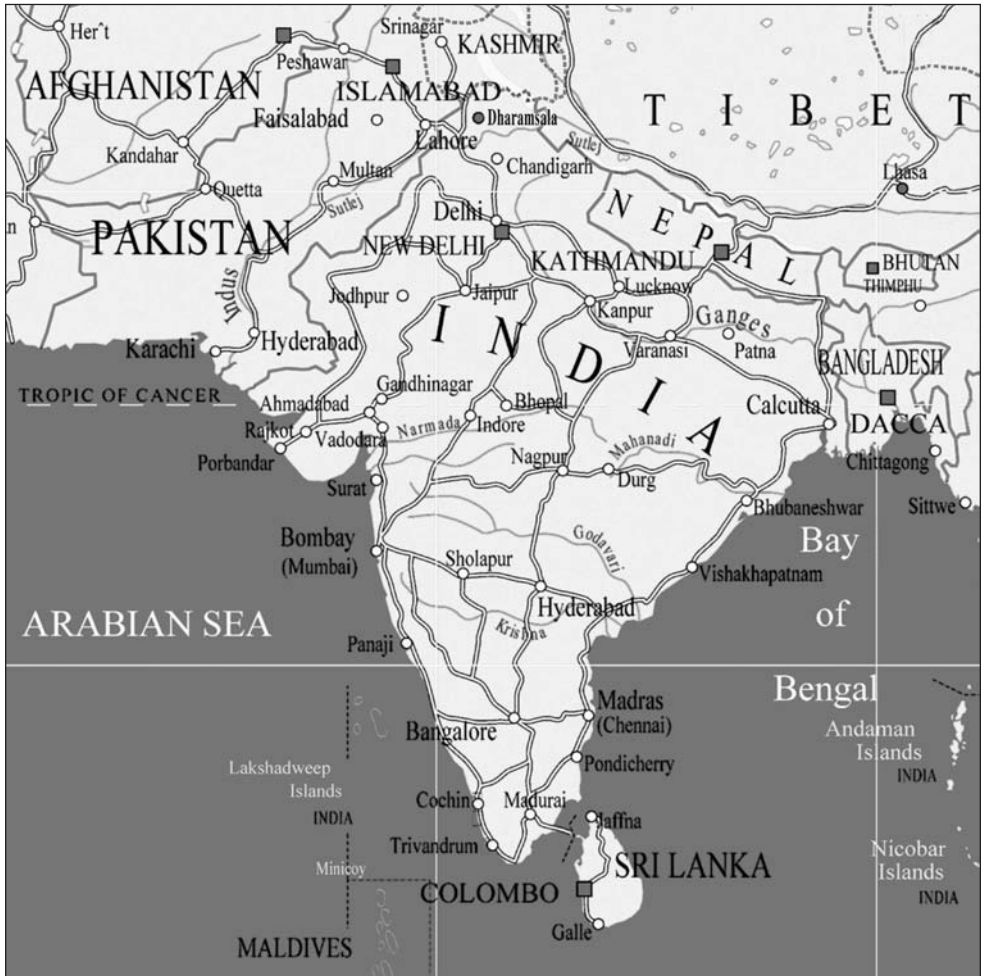 Her^t
Srinagar
KASHMIR
Peshawar
AFGHANISTAN
ISLAMABAD
Faisalabad
Dharamsala
T I B E T
Lahore
Kandahar
Chandigarh
Sutlej
Multan
Lhasa
Quetta
Sutlej
n
Delhi
N E P A L
PAKISTAN
NEW DELHI
KATHMANDU
BHUTAN
THIMPHU
Indus
Jodhpur
Jaipur
Lucknow
Kanpur
Ganges
I N D I A
Karachi
Hyderabad
Varanasi
Patna
BANGLADESH
TROPIC OF CANCER
Gandhinagar
Ahmadabad
Bhopal
Calcutta
Rajkot
Vadodara
Narmada
Indore
DACCA
Porbandar
Mahanadi
Nagpur
Chittagong
Surat
Durg
Bhubaneshwar
Sittwe
Bombay
(Mumbai)
Godavari
Bay
Sholapur
Vishakhapatnam
Hyderabad
of
ARABIAN SEA
Krishna
Panaji
Bengal
Madras
(Chennai)
Bangalore
Andaman
Islands
INDIA
Pondicherry
Lakshadweep
Islands
INDIA
Cochin
Madurai
Jaffna
Trivandrum
Nicobar
Islands
INDIA
Minicoy
SRI LANKA
COLOMBO
Galle
MALDIVES